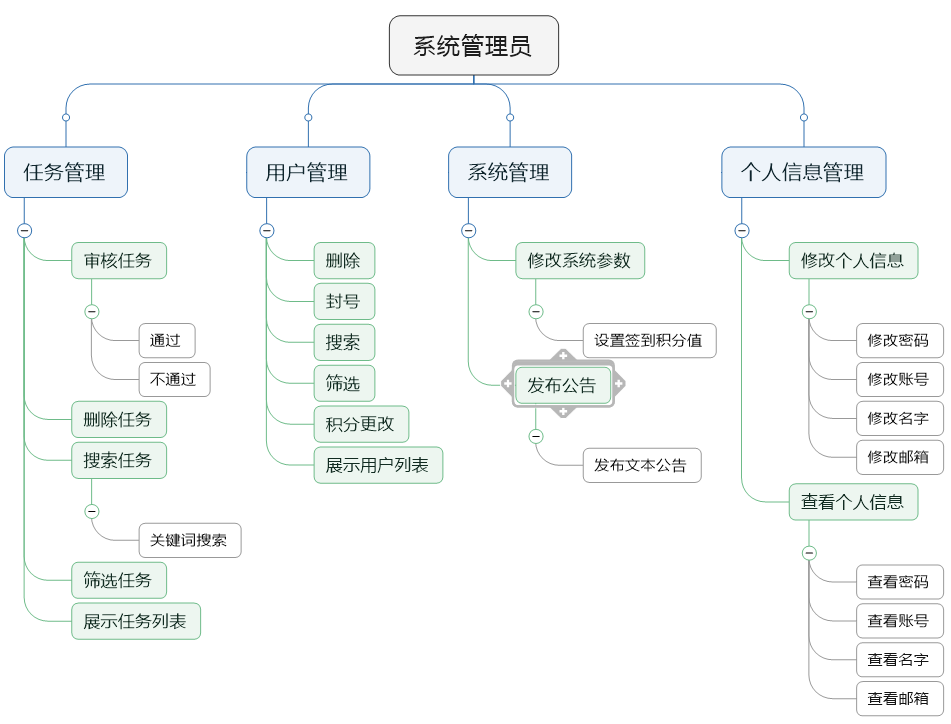 系统管理员
任务管理
审核任务
通过
不通过
删除任务
搜索任务
关键词搜索
筛选任务
展示任务列表
用户管理
删除
封号
搜索
筛选
积分更改
展示用户列表
系统管理
修改系统参数
设置签到积分值
发布公告
发布文本公告
个人信息管理
修改个人信息
修改密码
修改账号
修改名字
修改邮箱
查看个人信息
查看密码
查看账号
查看名字
查看邮箱